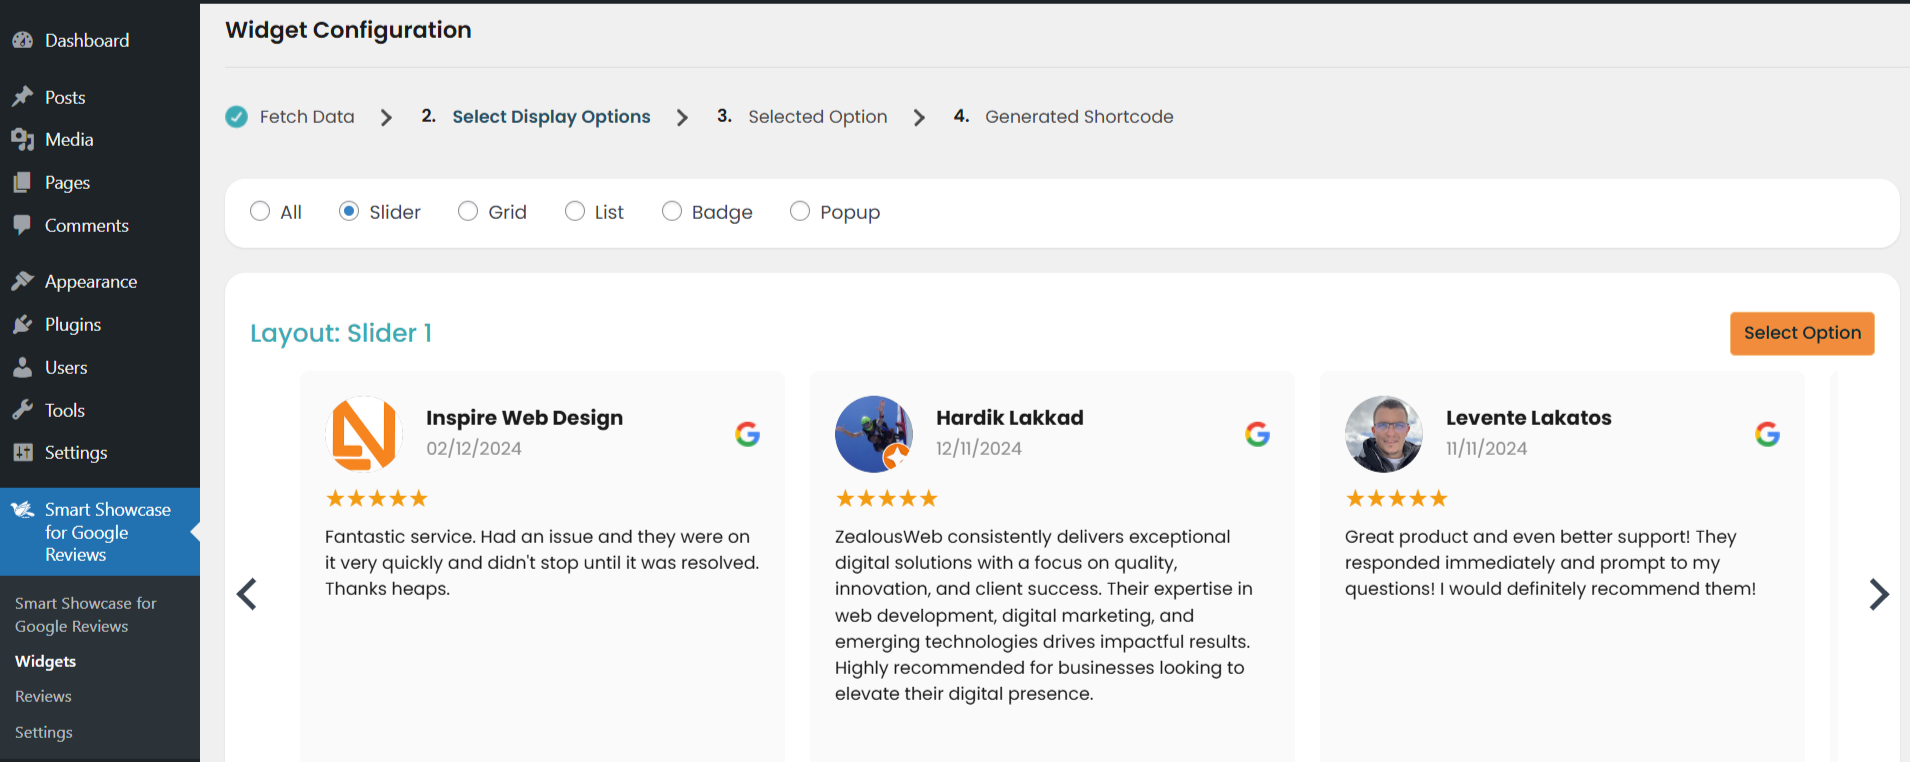 Dashboard
Posts
Media
Pages
Comments
Appearance
Plugins
Users
Tools
Settings
Smart Showcase
for Google
Reviews
Smart Showcase for
Google Reviews
Widgets
Reviews
Settings
Widget Configuration
Fetch Data 2. Select Display Options 3. Selected Option 4. Generated Shortcode
All Slider Grid List Badge Popup
Layout: Slider 1
Select Option
Inspire Web Design
02/12/2024
Fantastic service. Had an issue and they were on
it very quickly and didn't stop until it was resolved.
Thanks heaps.
Hardik Lakkad
12/11/2024
ZealousWeb consistently delivers exceptional
digital solutions with a focus on quality,
innovation, and client success. Their expertise in
web development, digital marketing, and
emerging technologies drives impactful results.
Highly recommended for businesses looking to
elevate their digital presence.
Levente Lakatos
11/11/2024
Great product and even better support! They
responded immediately and prompt to my
questions! I would definitely recommend them!